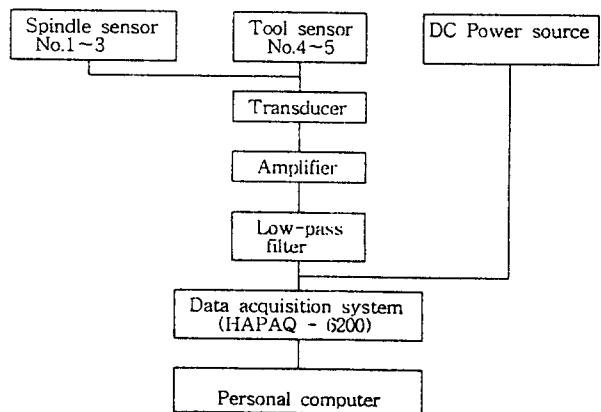 Spindle sensor
No.1~3
Tool sensor
No.4~5
DC Power source
Transducer
Amplifier
Low-pass
filter
Data acquisition system
(HAPAQ - 6200)
Personal computer